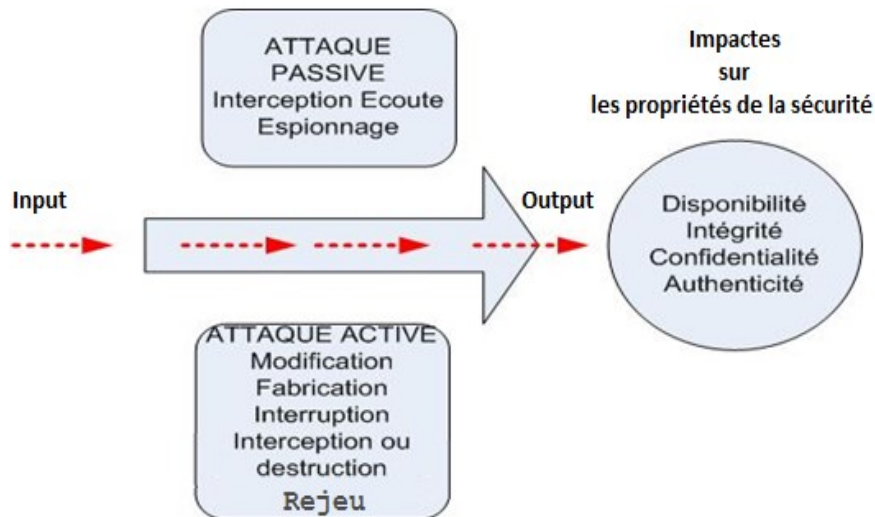 ATTAQUE
PASSIVE
Interception Ecoute
Espionnage
Impactes
sur
les propriétés de la sécurité
Input
Output
Disponibilité
Intégrité
Confidentialité
Authenticité
ATTAQUE ACTIVE
Modification
Fabrication
Interruption
Interception ou
destruction
Rejeu